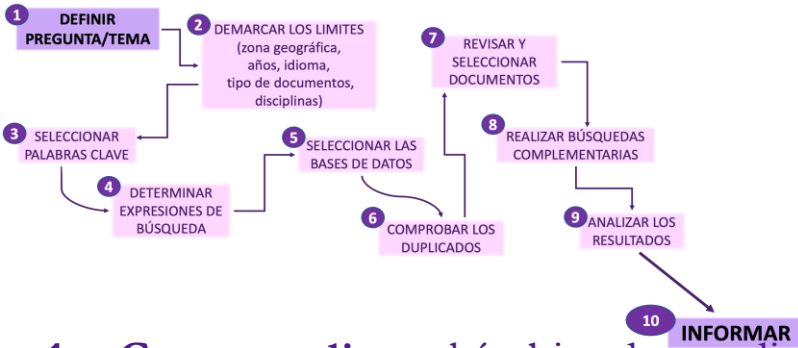 1
DEFINIR
PREGUNTA/TEMA
2
DEMARCAR LOS LIMITES
(zona geográfica,
años, idioma,
tipo de documentos,
disciplinas)
3
SELECCIONAR
PALABRAS CLAVE
4
DETERMINAR
EXPRESIONES DE
BÚSQUEDA
5
SELECCIONAR LAS
BASES DE DATOS
6
COMPROBAR LOS
DUPLICADOS
7
REVISAR Y
SELECCIONAR
DOCUMENTOS
8
REALIZAR BÚSQUEDAS
COMPLEMENTARIAS
9
ANALIZAR LOS
RESULTADOS
10
INFORMAR